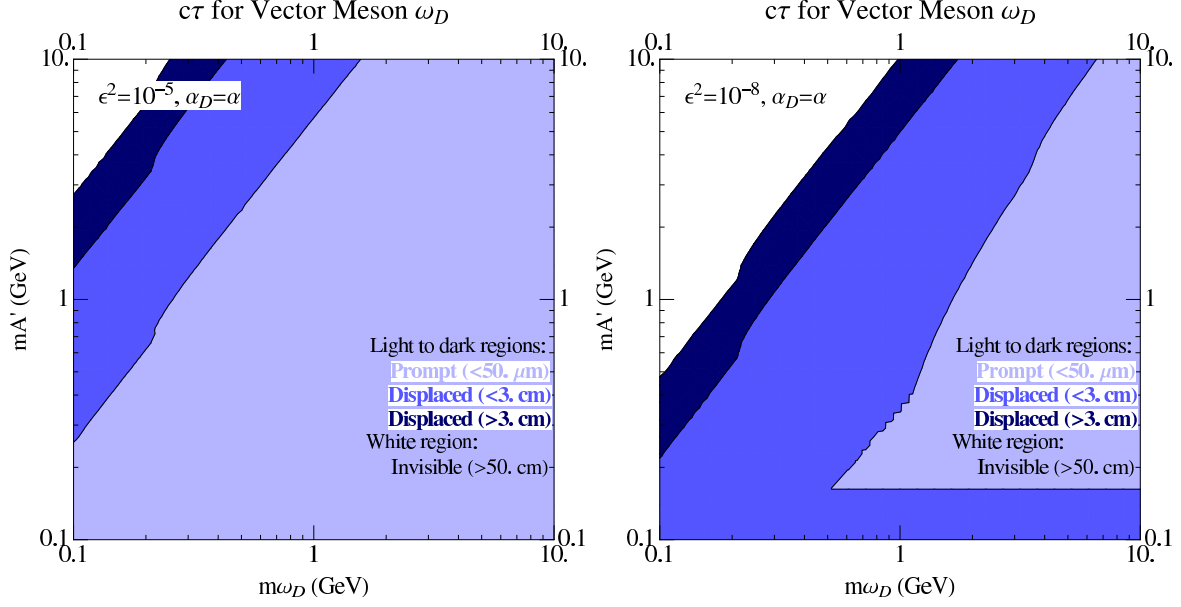 cτ for Vector Meson ω_D
0.1 1 10.
10. 10.
ϵ²=10⁻⁵, α_D=α
mA' (GeV)
1 1
Light to dark regions:
Prompt (<50. μm)
Displaced (<3. cm)
Displaced (>3. cm)
White region:
Invisible (>50. cm)
0.1 0.1
0.1 1 10.
mω_D (GeV)
cτ for Vector Meson ω_D
0.1 1 10.
10. 10.
ϵ²=10⁻⁸, α_D=α
mA' (GeV)
1 1
Light to dark regions:
Prompt (<50. μm)
Displaced (<3. cm)
Displaced (>3. cm)
White region:
Invisible (>50. cm)
0.1 0.1
0.1 1 10.
mω_D (GeV)